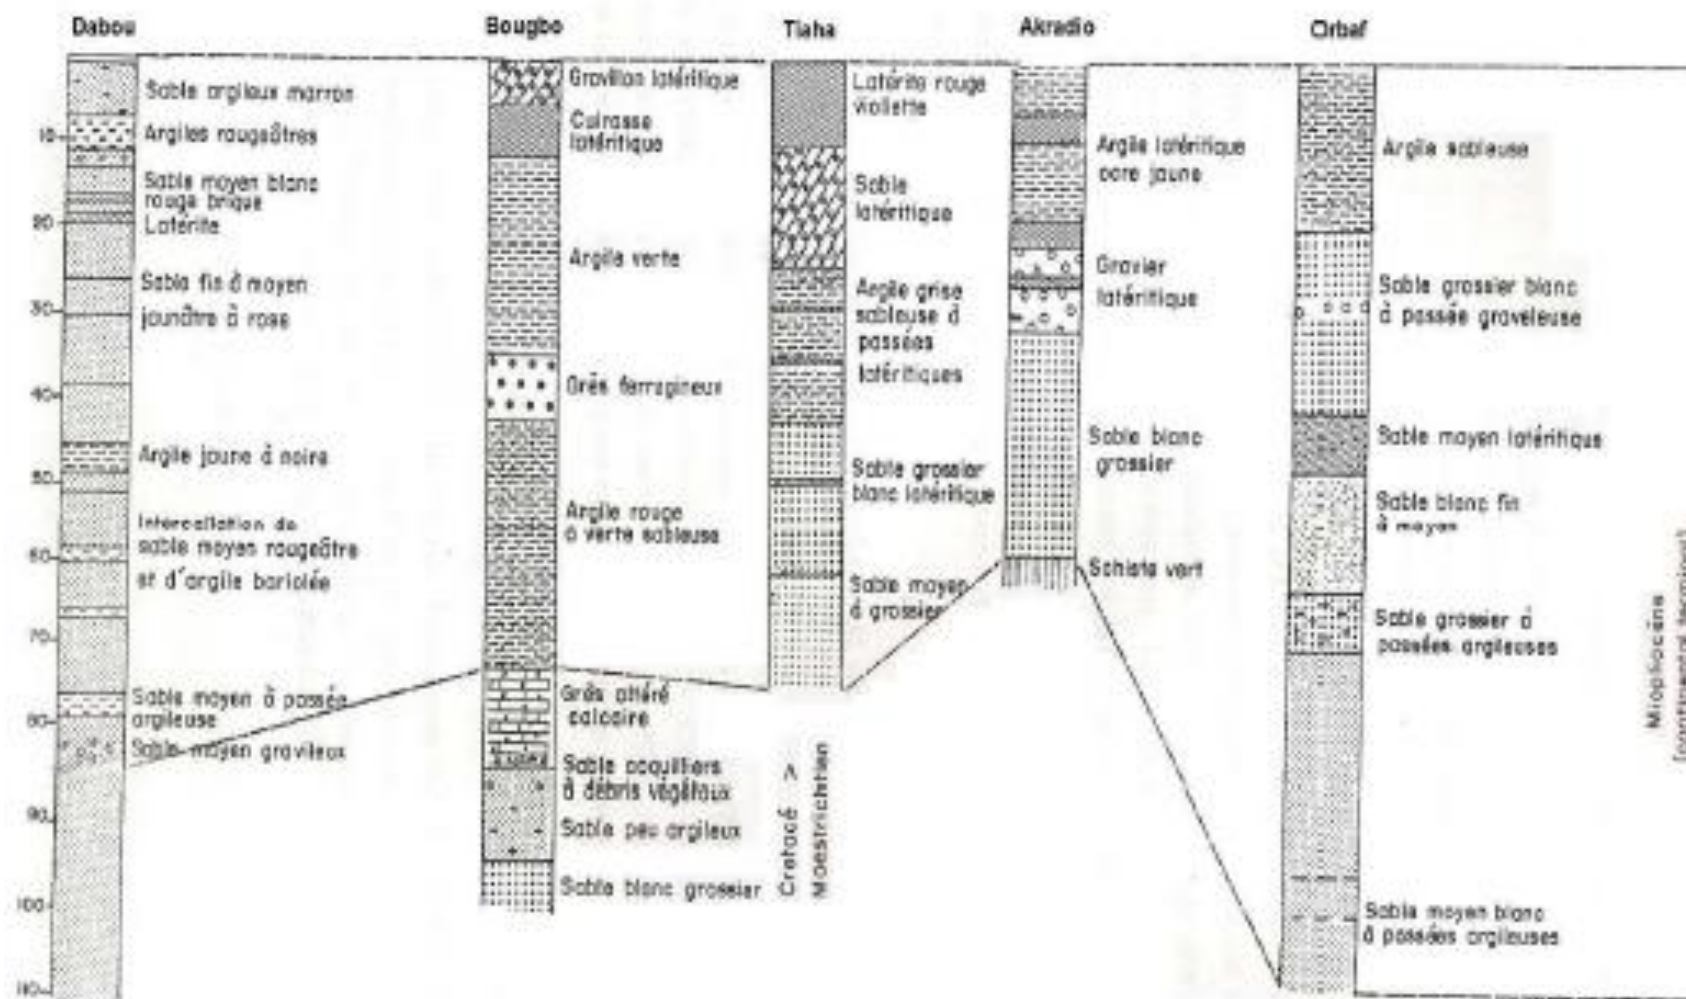 Dabou
Bougbo
Tiaha
Akradio
Cirbaf
10
20
30
40
50
60
70
80
90
100
110
Sable argileux marron
Argiles rougeâtres
Sable moyen blanc
rouge brique
Latérite
Sable fin à moyen
jaunâtre à rose
Argile jaune à noire
Intercallation de
sable moyen rougeâtre
et d'argile bariolée
Sable moyen à passée
argileuse
Sable moyen graveleux
Gravillon latéritique
Cuirasse
latéritique
Argile verte
Grès ferrugineux
Argile rouge
à verte sableuse
Grès altéré
calcaire
Sable coquilliers
à débris végétaux
Sable peu argileux
Sable blanc grossier
Latérite rouge
violette
Sable
latéritique
Argile grise
sableuse à
passées
latéritiques
Sable grossier
blanc latéritique
Sable moyen
à grossier
Crétacé >
Maestrichtien
Argile latéritique
ocre jaune
Gravier
latéritique
Sable blanc
grossier
Schiste vert
Argile sableuse
Sable grossier blanc
à passée graveleuse
Sable moyen latéritique
Sable blanc fin
à moyen
Sable grossier à
passées argileuses
Sable moyen blanc
à passées argileuses
Miopliocène
(continental terminal)